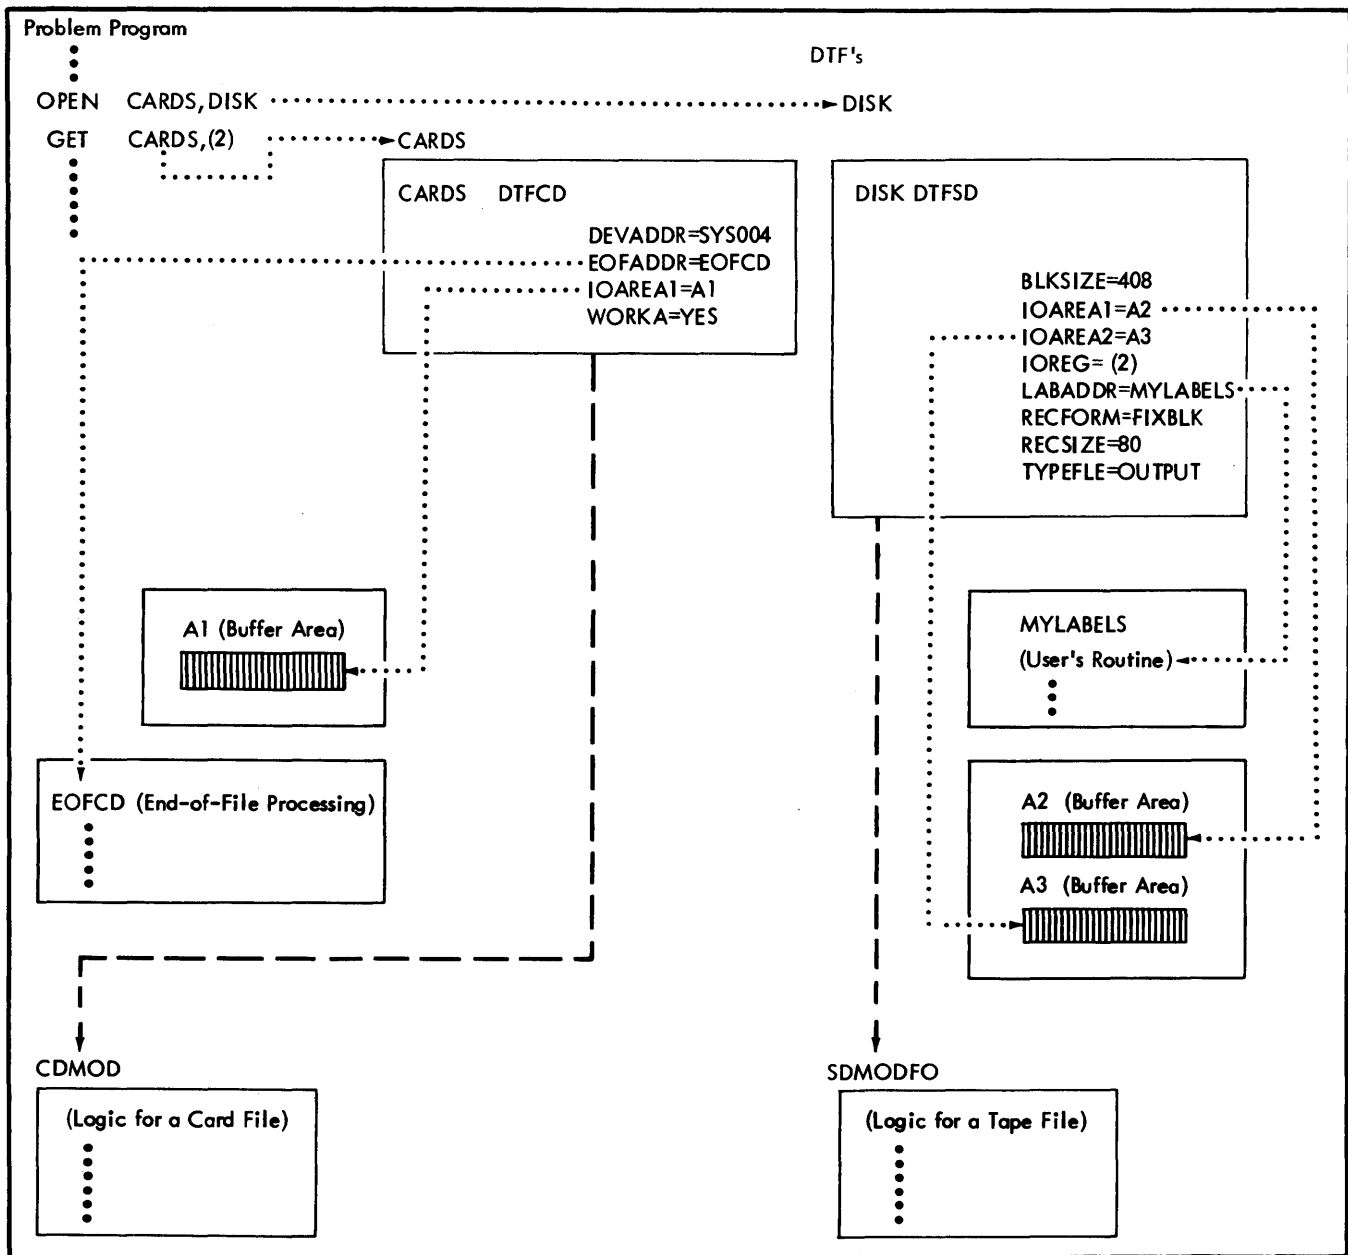 Problem Program
DTF's
OPEN CARDS,DISK DISK
GET CARDS,(2) CARDS
CARDS DTFCD
DEVADDR=SYS004
EOFADDR=EOFCD
IOAREA1=A1
WORKA=YES
DISK DTFSD
BLKSIZE=408
IOAREA1=A2
IOAREA2=A3
IOREG= (2)
LABADDR=MYLABELS
RECFORM=FIXBLK
RECSIZE=80
TYPEFLE=OUTPUT
A1 (Buffer Area)
MYLABELS
(User's Routine)
EOFCD (End-of-File Processing)
A2 (Buffer Area)
A3 (Buffer Area)
CDMOD
(Logic for a Card File)
SDMODFO
(Logic for a Tape File)